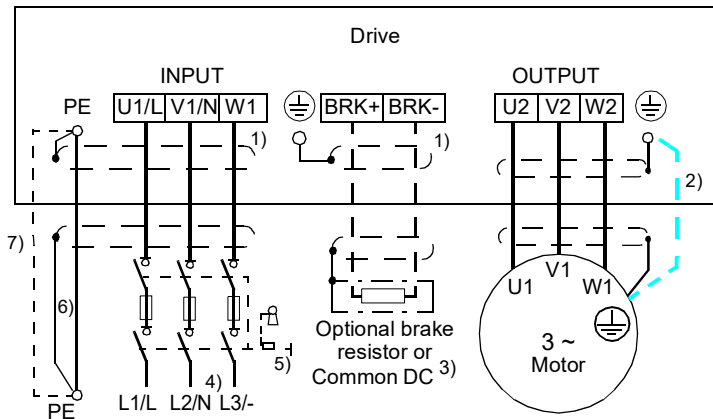 Drive
INPUT
OUTPUT
PE
U1/L V1/N W1
BRK+ BRK-
U2 V2 W2
1)
1)
2)
7)
6)
U1
V1
W1
3 ~
Motor
Optional brake
resistor or
Common DC 3)
5)
4)
L1/L L2/N L3/-
PE